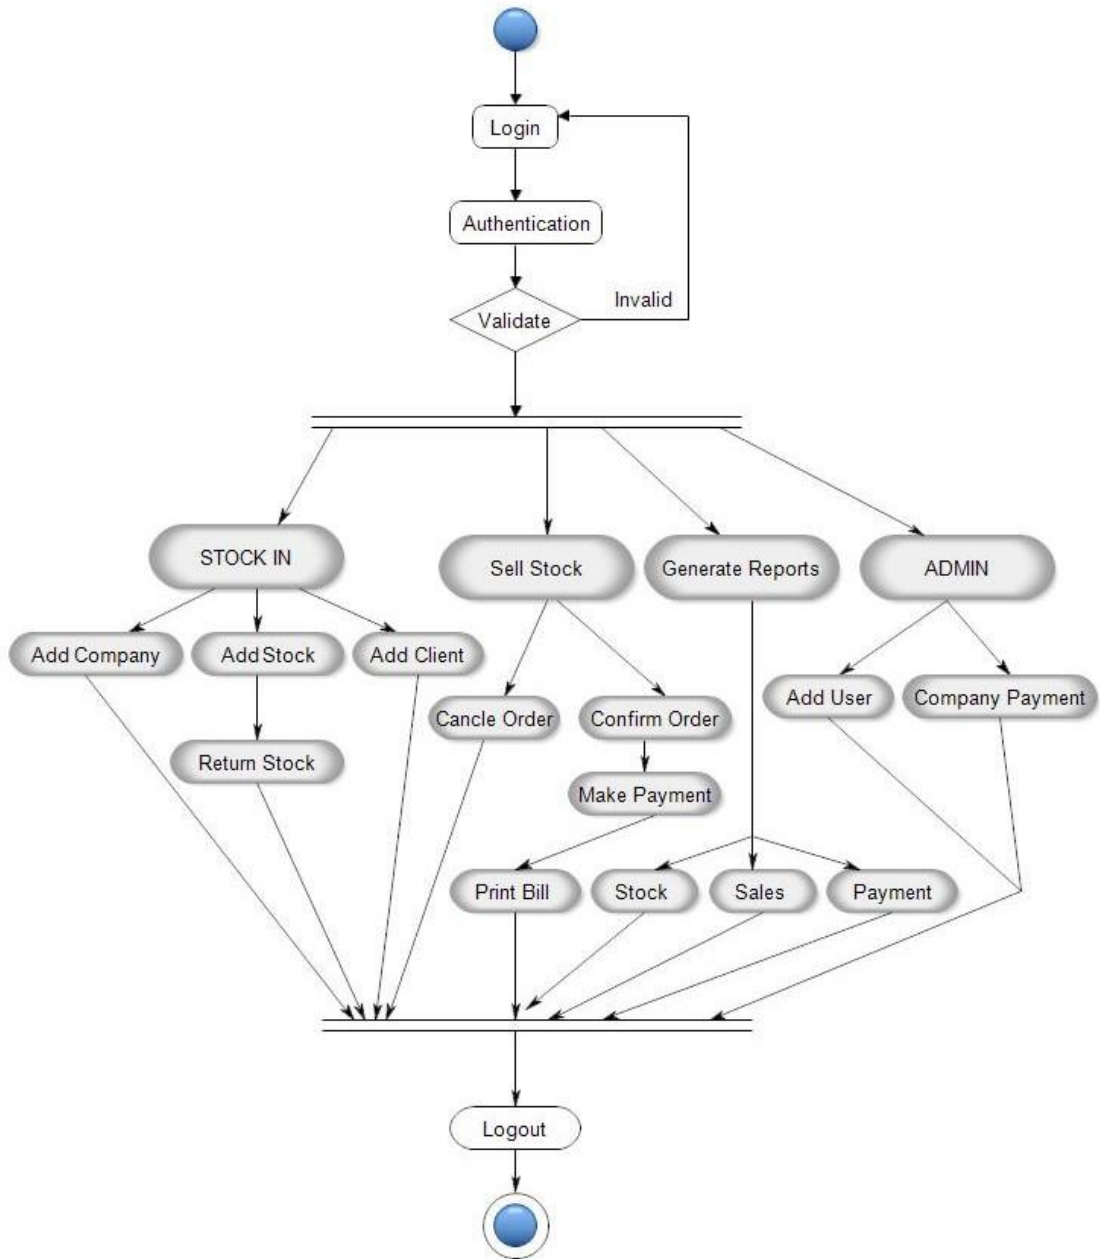 Login
Authentication
Invalid
Validate
STOCK IN
Sell Stock
Generate Reports
ADMIN
Add Company
Add Stock
Add Client
Add User
Company Payment
Cancle Order
Confirm Order
Return Stock
Make Payment
Print Bill
Stock
Sales
Payment
Logout